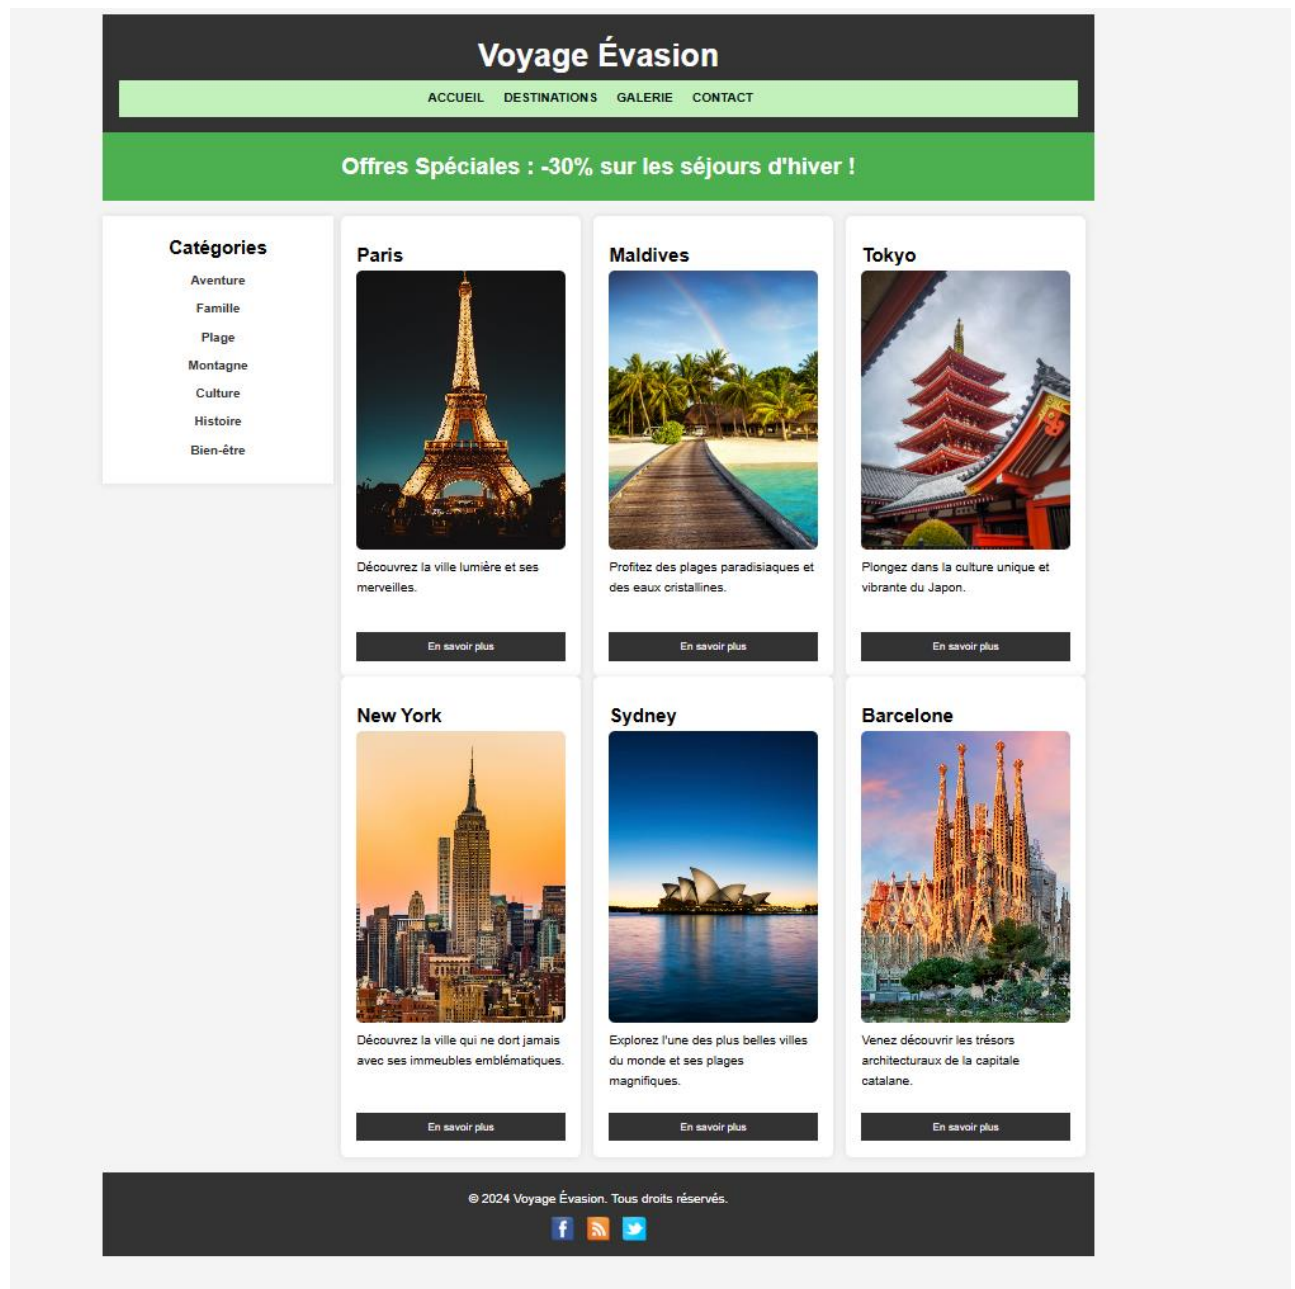 Voyage Évasion
ACCUEIL DESTINATIONS GALERIE CONTACT
Offres Spéciales : -30% sur les séjours d'hiver !
Catégories
Aventure
Famille
Plage
Montagne
Culture
Histoire
Bien-être
Paris
Découvrez la ville lumière et ses
merveilles.
En savoir plus
Maldives
Profitez des plages paradisiaques et
des eaux cristallines.
En savoir plus
Tokyo
Plongez dans la culture unique et
vibrante du Japon.
En savoir plus
New York
Découvrez la ville qui ne dort jamais
avec ses immeubles emblématiques.
En savoir plus
Sydney
Explorez l'une des plus belles villes
du monde et ses plages
magnifiques.
En savoir plus
Barcelone
Venez découvrir les trésors
architecturaux de la capitale
catalane.
En savoir plus
© 2024 Voyage Évasion. Tous droits réservés.